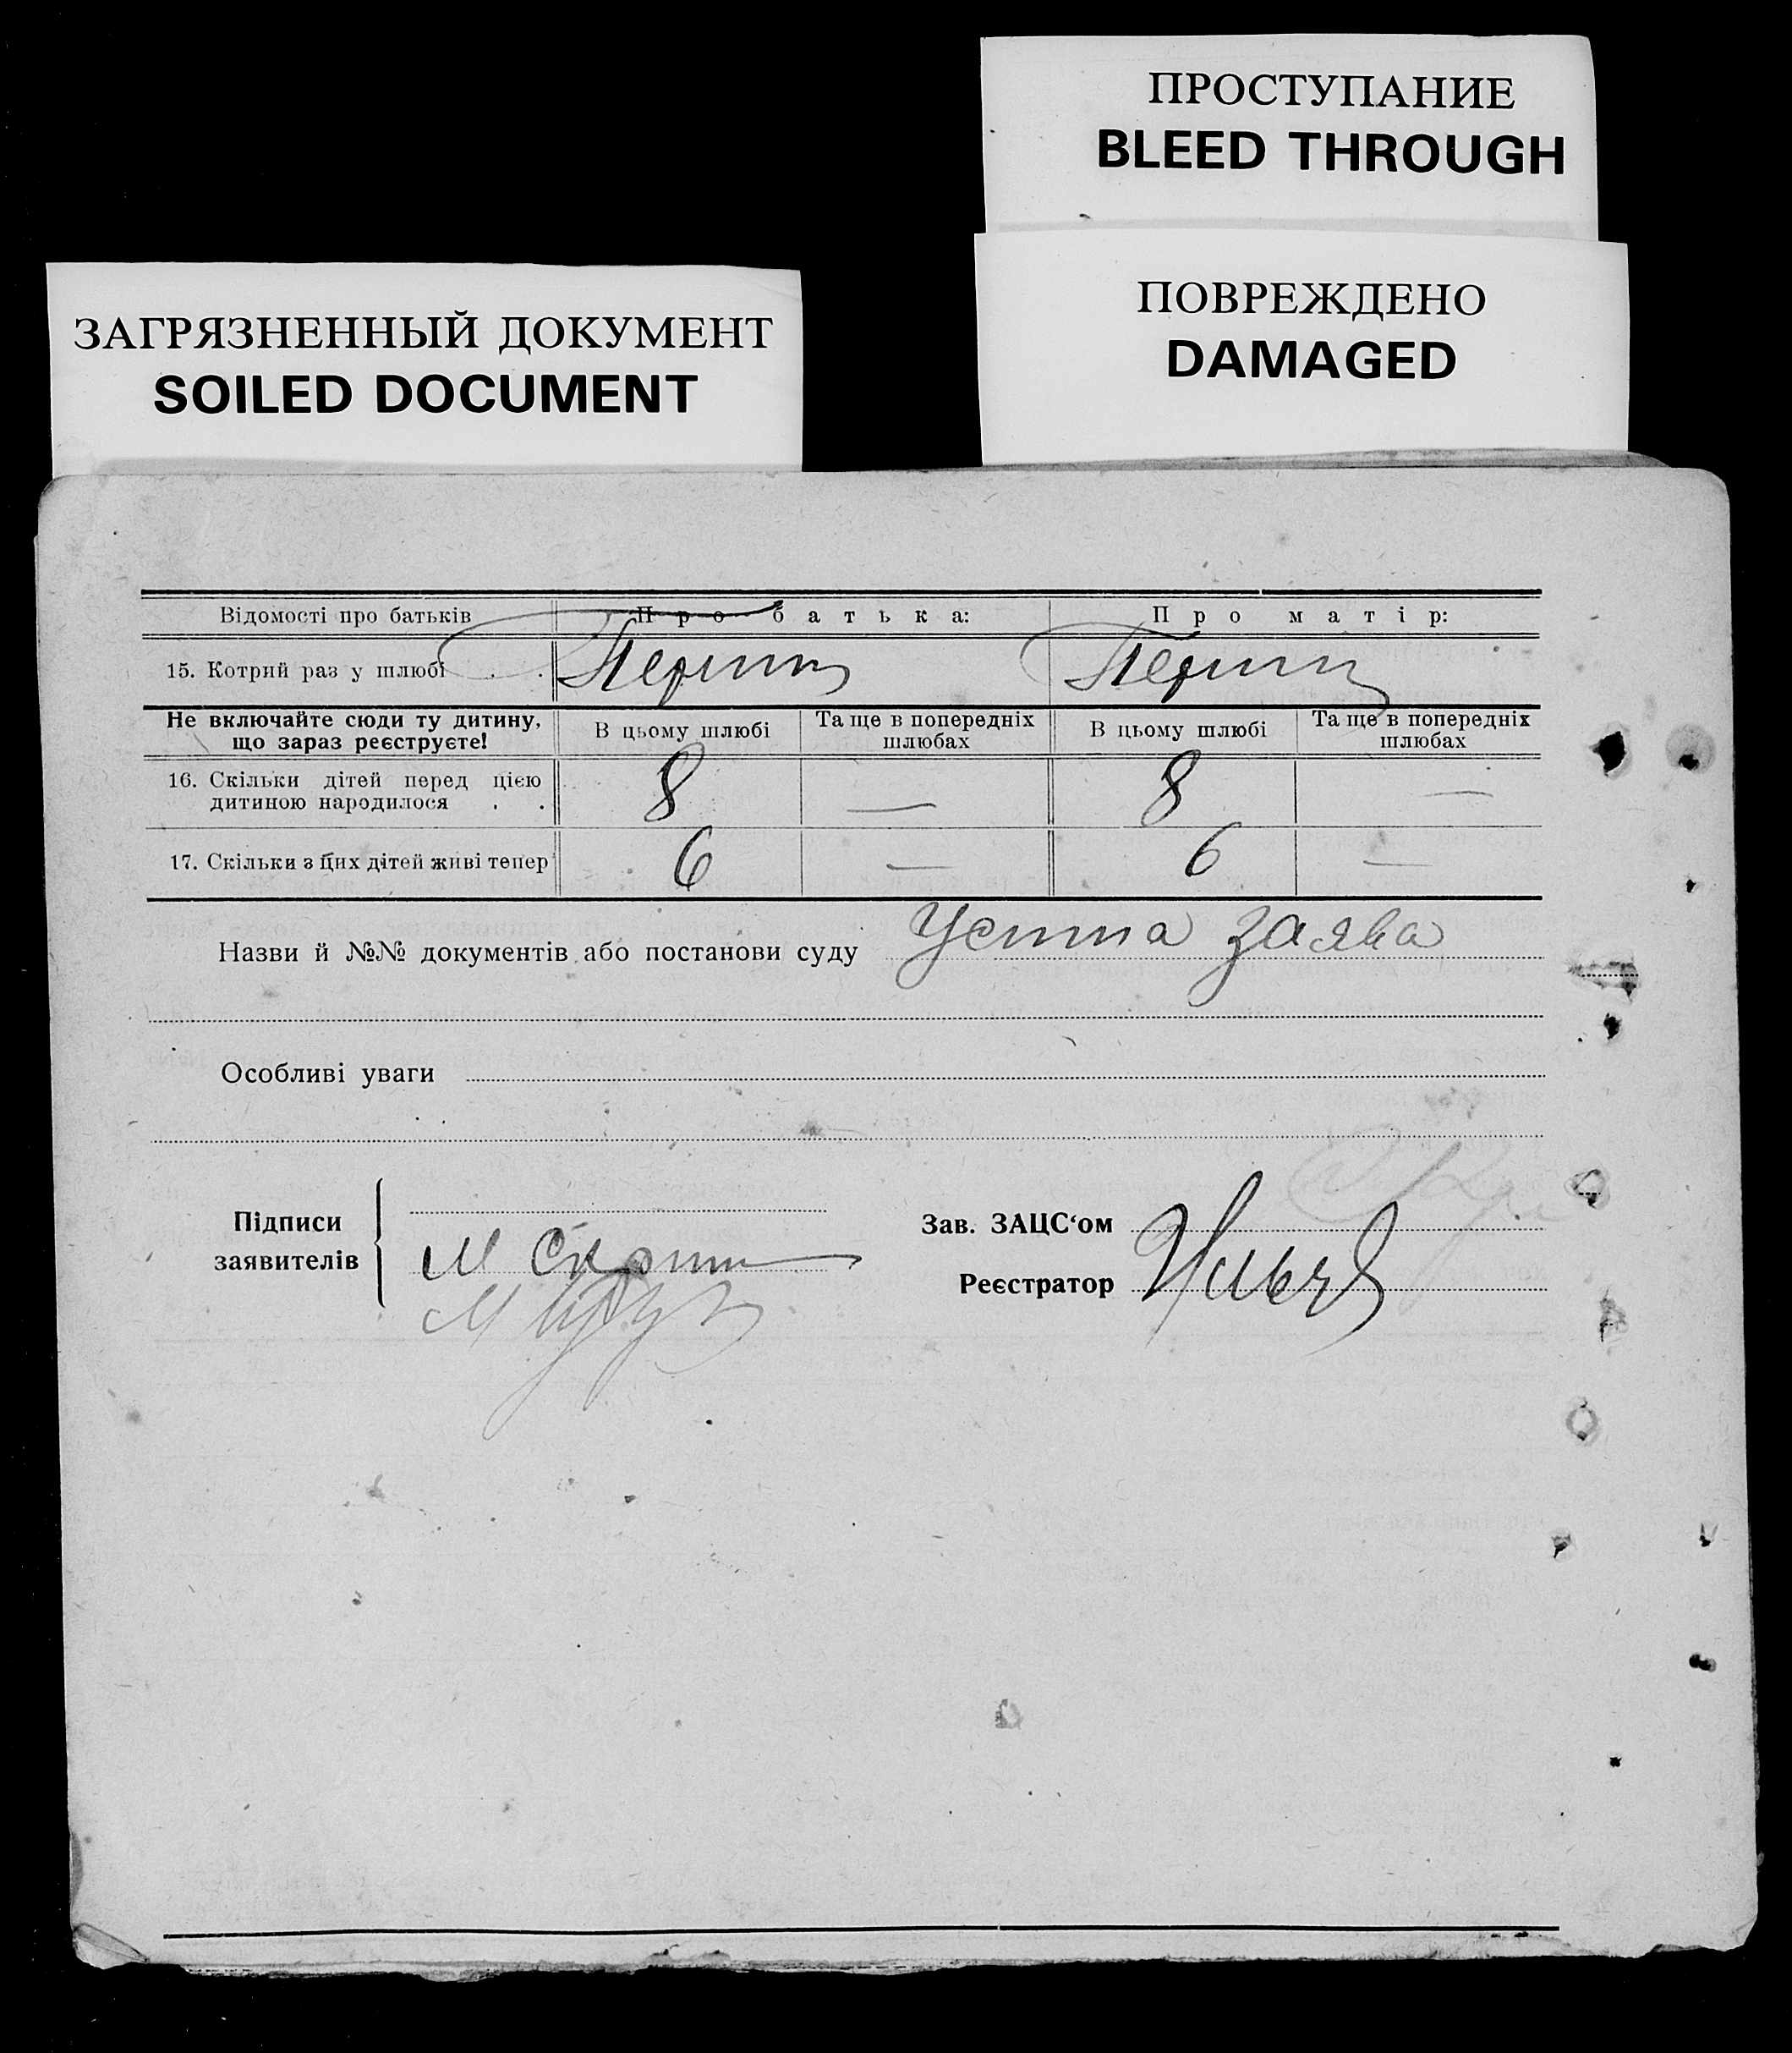 ПРОСТУПАНИЕ
BLEED THROUGH
ПОВРЕЖДЕНО
DAMAGED
ЗАГРЯЗНЕННЫЙ ДОКУМЕНТ
SOILED DOCUMENT
Відомості про батьків Про батька: Про матір:
15. Котрий раз у шлюбі . . Перший Перший
Не включайте сюди ту дитину, що зараз реєструєте! В цьому шлюбі Та ще в попередніх шлюбах В цьому шлюбі Та ще в попередніх шлюбах
16. Скільки дітей перед цією
дитиною народилося . . 8 — 8 —
17. Скільки з цих дітей живі тепер 6 — 6 —
Назви й №№ документів або постанови суду Устна заява
Особливі уваги
Підписи
заявителів
Зав. ЗАЦС‘ом
Реєстратор